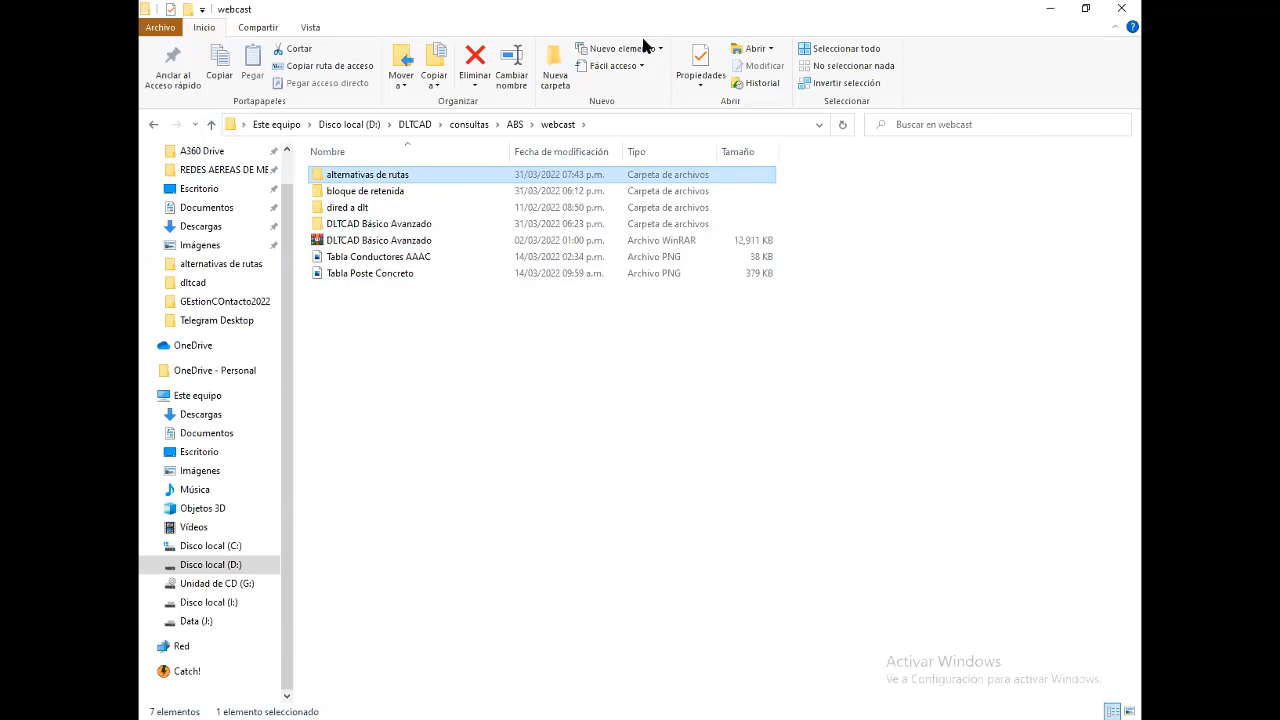 webcast
Archivo Inicio Compartir Vista
Anclar al Acceso rápido
Copiar
Pegar
Cortar
Copiar ruta de acceso
Pegar acceso directo
Portapapeles
Mover a
Copiar a
Eliminar
Cambiar nombre
Organizar
Nueva carpeta
Nuevo elemen
Fácil acceso
Nuevo
Propiedades
Abrir
Modificar
Historial
Abrir
Seleccionar todo
No seleccionar nada
Invertir selección
Seleccionar
Este equipo > Disco local (D:) > DLTCAD > consultas > ABS > webcast >
Buscar en webcast
A360 Drive
REDES AEREAS DE ME
Escritorio
Documentos
Descargas
Imágenes
alternativas de rutas
dltcad
GEstionCOntacto2022
Telegram Desktop
OneDrive
OneDrive - Personal
Este equipo
Descargas
Documentos
Escritorio
Imágenes
Música
Objetos 3D
Vídeos
Disco local (C:)
Disco local (D:)
Unidad de CD (G:)
Disco local (I:)
Data (J:)
Red
Catch!
Nombre Fecha de modificación Tipo Tamaño
alternativas de rutas 31/03/2022 07:43 p.m. Carpeta de archivos
bloque de retenida 31/03/2022 06:12 p.m. Carpeta de archivos
dired a dlt 11/02/2022 08:50 p.m. Carpeta de archivos
DLTCAD Básico Avanzado 31/03/2022 06:23 p.m. Carpeta de archivos
DLTCAD Básico Avanzado 02/03/2022 01:00 p.m. Archivo WinRAR 12,911 KB
Tabla Conductores AAAC 14/03/2022 02:34 p.m. Archivo PNG 38 KB
Tabla Poste Concreto 14/03/2022 09:59 a.m. Archivo PNG 379 KB
Activar Windows
Ve a Configuración para activar Windows.
7 elementos 1 elemento seleccionado